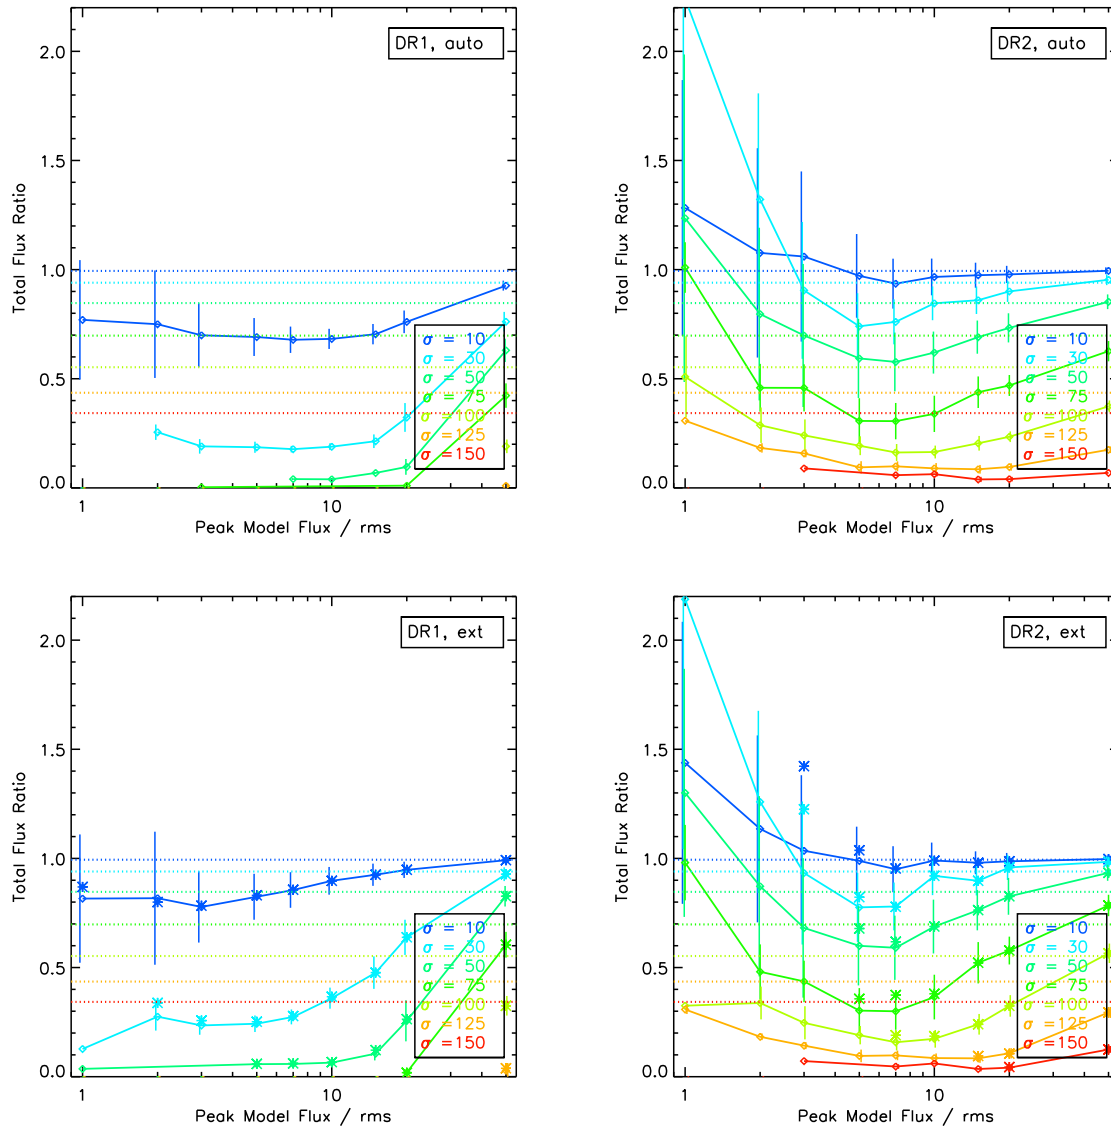 DR1, auto
2.0
1.5
1.0
0.5
0.0
Total Flux Ratio
σ = 10
σ = 30
σ = 50
σ = 75
σ =100
σ =125
σ =150
1
10
Peak Model Flux / rms
DR2, auto
2.0
1.5
1.0
0.5
0.0
Total Flux Ratio
σ = 10
σ = 30
σ = 50
σ = 75
σ =100
σ =125
σ =150
1
10
Peak Model Flux / rms
DR1, ext
2.0
1.5
1.0
0.5
0.0
Total Flux Ratio
σ = 10
σ = 30
σ = 50
σ = 75
σ =100
σ =125
σ =150
1
10
Peak Model Flux / rms
DR2, ext
2.0
1.5
1.0
0.5
0.0
Total Flux Ratio
σ = 10
σ = 30
σ = 50
σ = 75
σ =100
σ =125
σ =150
1
10
Peak Model Flux / rms